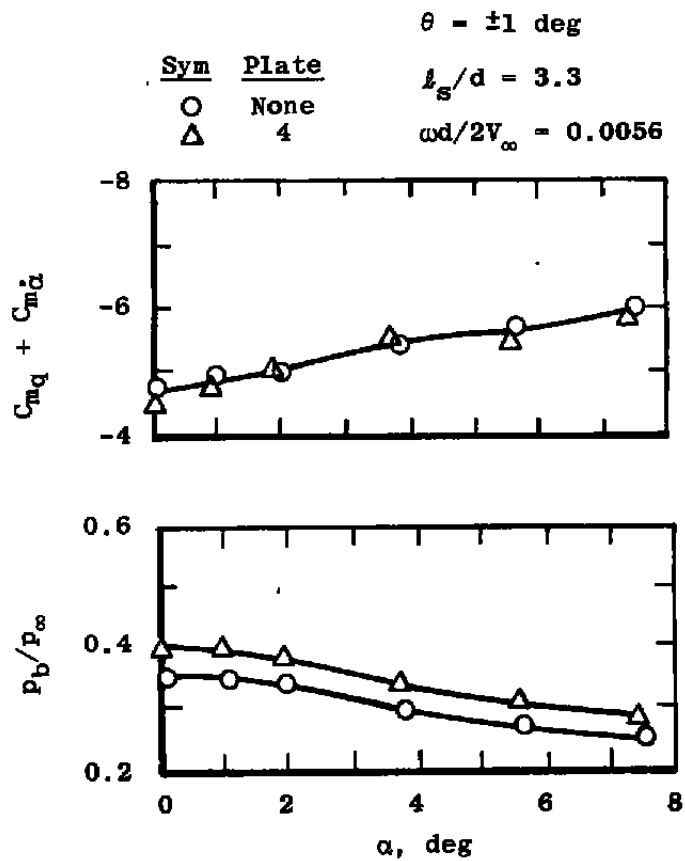 θ = ±1 deg
Sym Plate
ℓs/d = 3.3
○ None
△ 4
ωd/2V∞ = 0.0056
-8
-6
-4
Cmq + Cmα̇
0.6
0.4
0.2
pb/p∞
0 2 4 6 8
α, deg